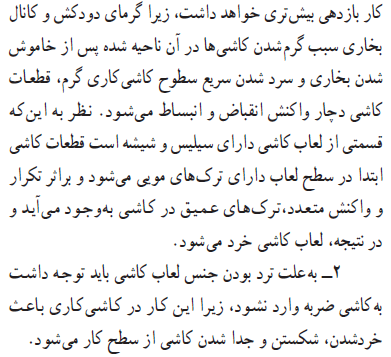 کار بازدهی بیش‌تری خواهد داشت، زیرا گرمای دودکش و کانال
بخاری سبب گرم‌شدن کاشی‌ها در آن ناحیه شده پس از خاموش
شدن بخاری و سرد شدن سریع سطوح کاشی‌کاری گرم، قطعات
کاشی دچار واکنش انقباض و انبساط می‌شود. نظر به این‌که
قسمتی از لعاب کاشی دارای سیلیس و شیشه است قطعات کاشی
ابتدا در سطح لعاب دارای ترک‌های مویی می‌شود و براثر تکرار
و واکنش متعدد،ترک‌های عمیق در کاشی به‌وجود می‌آید و
در نتیجه، لعاب کاشی خرد می‌شود.
۲ــ به‌علت ترد بودن جنس لعاب کاشی باید توجه داشت
به‌کاشی ضربه وارد نشود، زیرا این کار در کاشی‌کاری باعث
خردشدن، شکستن و جدا شدن کاشی از سطح کار می‌شود.